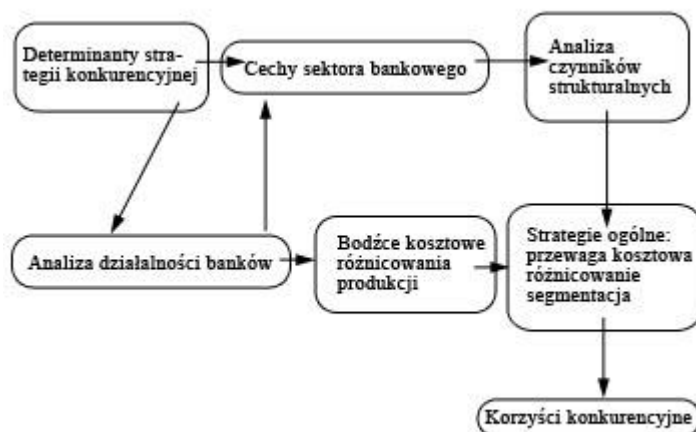 Determinanty stra-
tegii konkurencyjnej
Cechy sektora bankowego
Analiza
czynników
strukturalnych
Analiza działalności banków
Bodźce kosztowe
różnicowania
produkcji
Strategie ogólne:
przewaga kosztowa
różnicowanie
segmentacja
Korzyści konkurencyjne